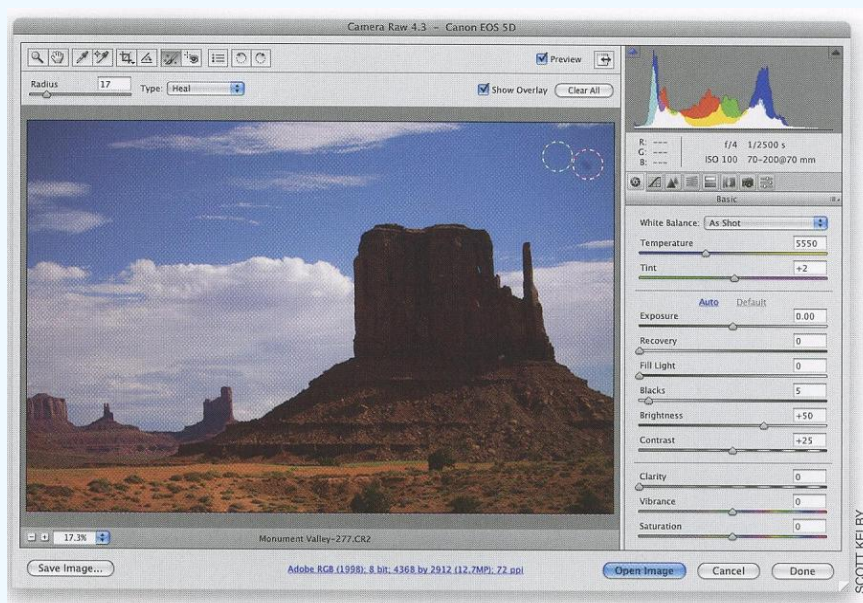 Camera Raw 4.3 – Canon EOS 5D
Preview
Radius 17 Type: Heal
Show Overlay Clear All
R: ---
G: ---
B: ---
f/4 1/2500 s
ISO 100 70-200@70 mm
Basic
White Balance: As Shot
Temperature 5550
Tint +2
Auto Default
Exposure 0.00
Recovery 0
Fill Light 0
Blacks 5
Brightness +50
Contrast +25
Clarity 0
Vibrance 0
Saturation 0
17.3% Monument Valley-277.CR2
Save Image... Adobe RGB (1998); 8 bit; 4368 by 2912 (12.7MP); 72 ppi Open Image Cancel Done
SCOTT KELBY